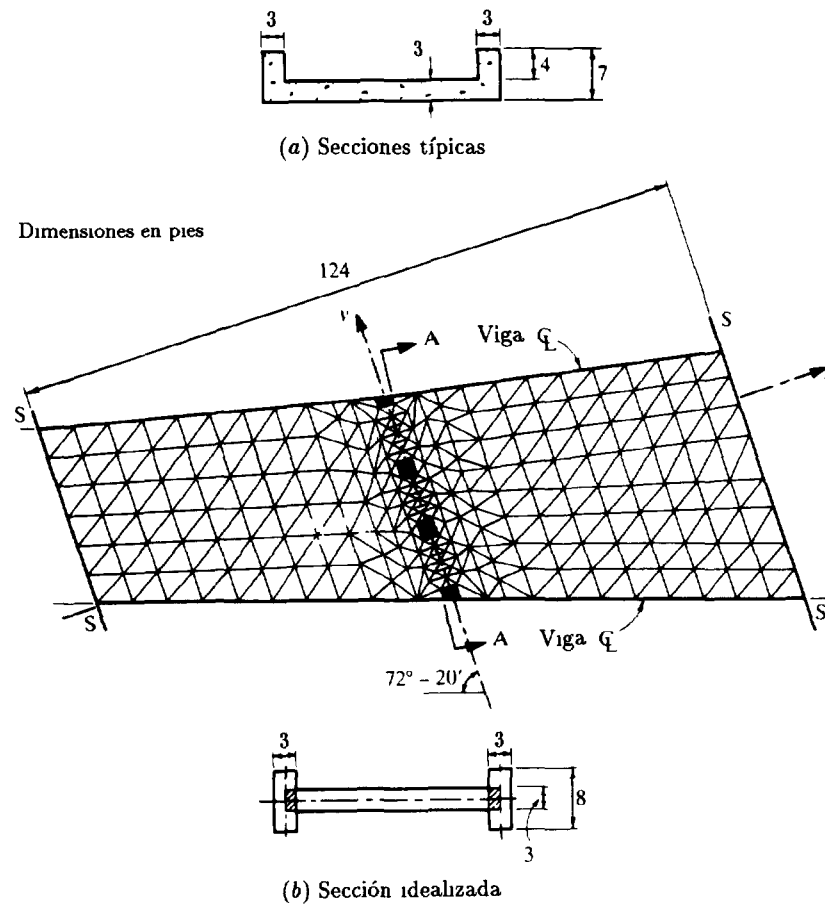 3
3
3
4
7
(a) Secciones típicas
Dimensiones en pies
124
S
A
Viga ℄
S
S
S
A
Viga ℄
S
72° – 20′
3
3
8
3
(b) Sección idealizada